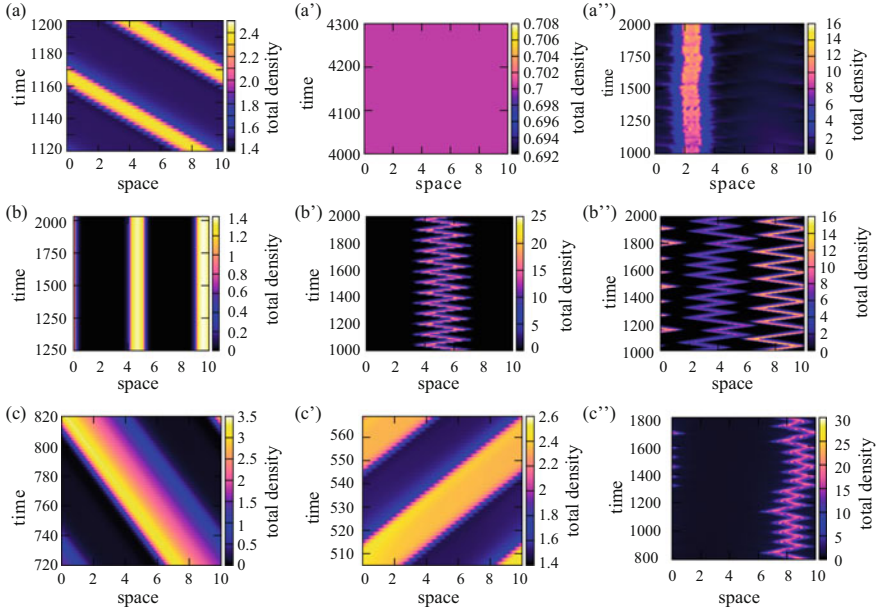 (a) (a') (a'')
1200 1180 1160 1140 1120
time
0 2 4 6 8 10
space
2.4 2.2 2.1 2.0 1.8 1.6 1.4
total density
4300 4200 4100 4000
time
0 2 4 6 8 10
space
0.708 0.706 0.704 0.702 0.7 0.698 0.696 0.694 0.692
total density
2000 1750 1500 1250 1000
time
0 2 4 6 8 10
space
16 14 12 10 8 6 4 2 0
total density
(b) (b') (b'')
2000 1750 1500 1250
time
0 2 4 6 8 10
space
1.4 1.2 1 0.8 0.6 0.4 0.2 0
total density
2000 1800 1600 1400 1200 1000
time
0 2 4 6 8 10
space
25 20 15 10 5 0
total density
2000 1800 1600 1400 1200 1000
time
0 2 4 6 8 10
space
16 14 12 10 8 6 4 2 0
total density
(c) (c') (c'')
820 800 780 760 740 720
time
0 2 4 6 8 10
space
3.5 3 2.5 2 1.5 1 0.5 0
total density
560 550 540 530 520 510
time
0 2 4 6 8 10
space
2.6 2.4 2.2 2 1.8 1.6 1.4
total density
1800 1600 1400 1200 1000 800
time
0 2 4 6 8 10
space
30 25 20 15 10 5 0
total density